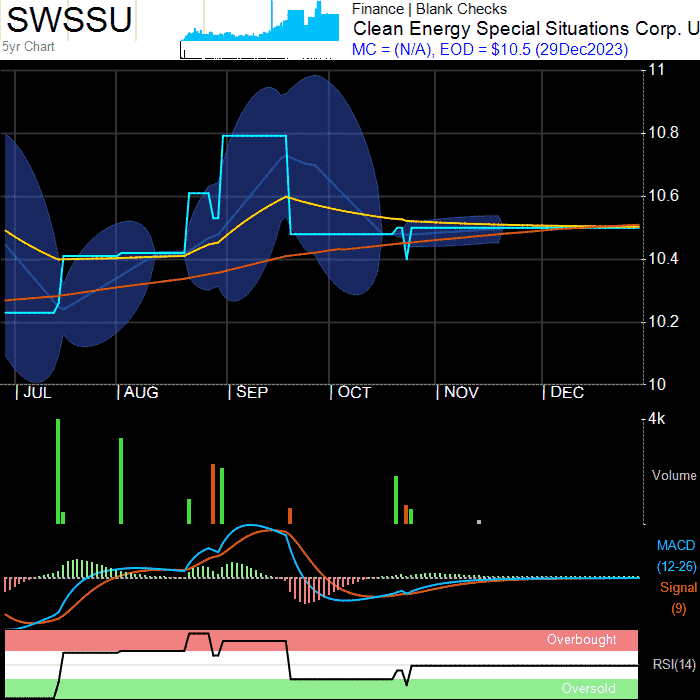 SWSSU
5yr Chart
Finance | Blank Checks
Clean Energy Special Situations Corp. U
MC = (N/A), EOD = $10.5 (29Dec2023)
11
10.8
10.6
10.4
10.2
10
JUL AUG SEP OCT NOV DEC
4k
Volume
MACD
(12-26)
Signal
(9)
Overbought
RSI(14)
Oversold